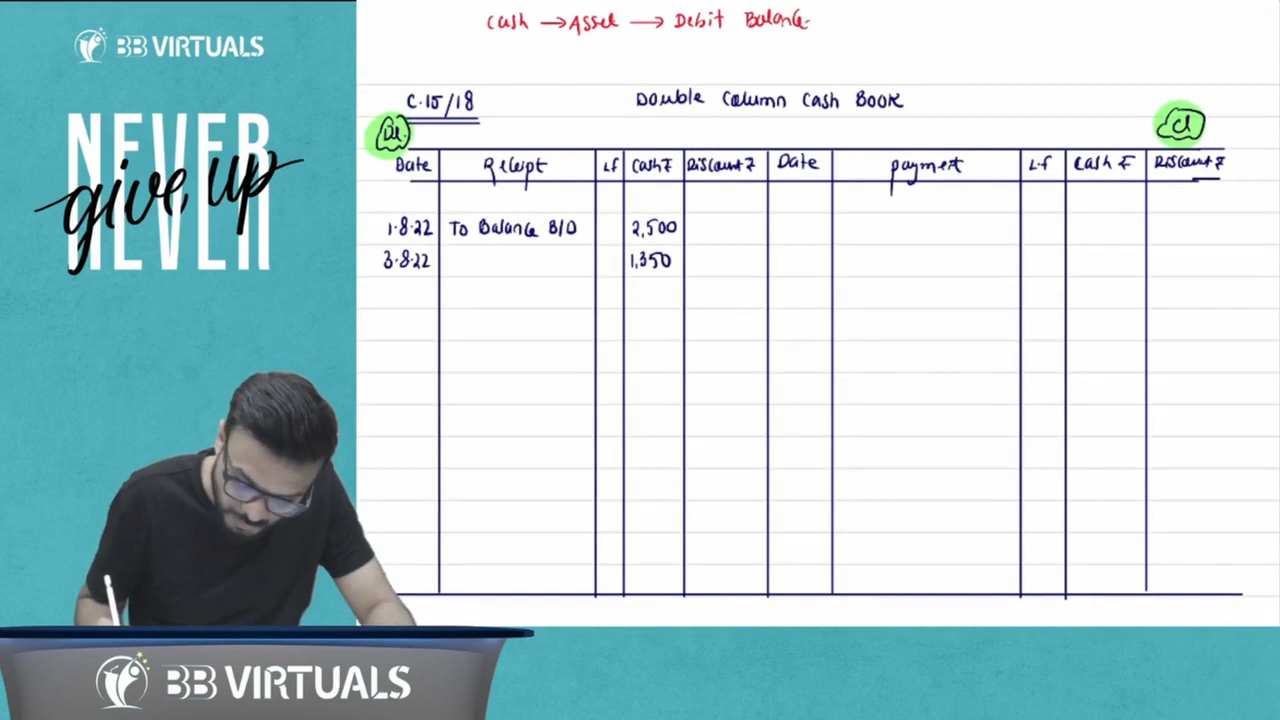 BB VIRTUALS
NEVER
give up
NEVER
Cash → Asset → Debit Balance
C.15/18 Double Column Cash Book
Dr. Cr
Date Receipt Lf Cash ₹ Discount ₹ Date payment L.f Cash ₹ Discount ₹
1.8.22 To Balance B/D 2,500
3.8.22 1,350
BB VIRTUALS